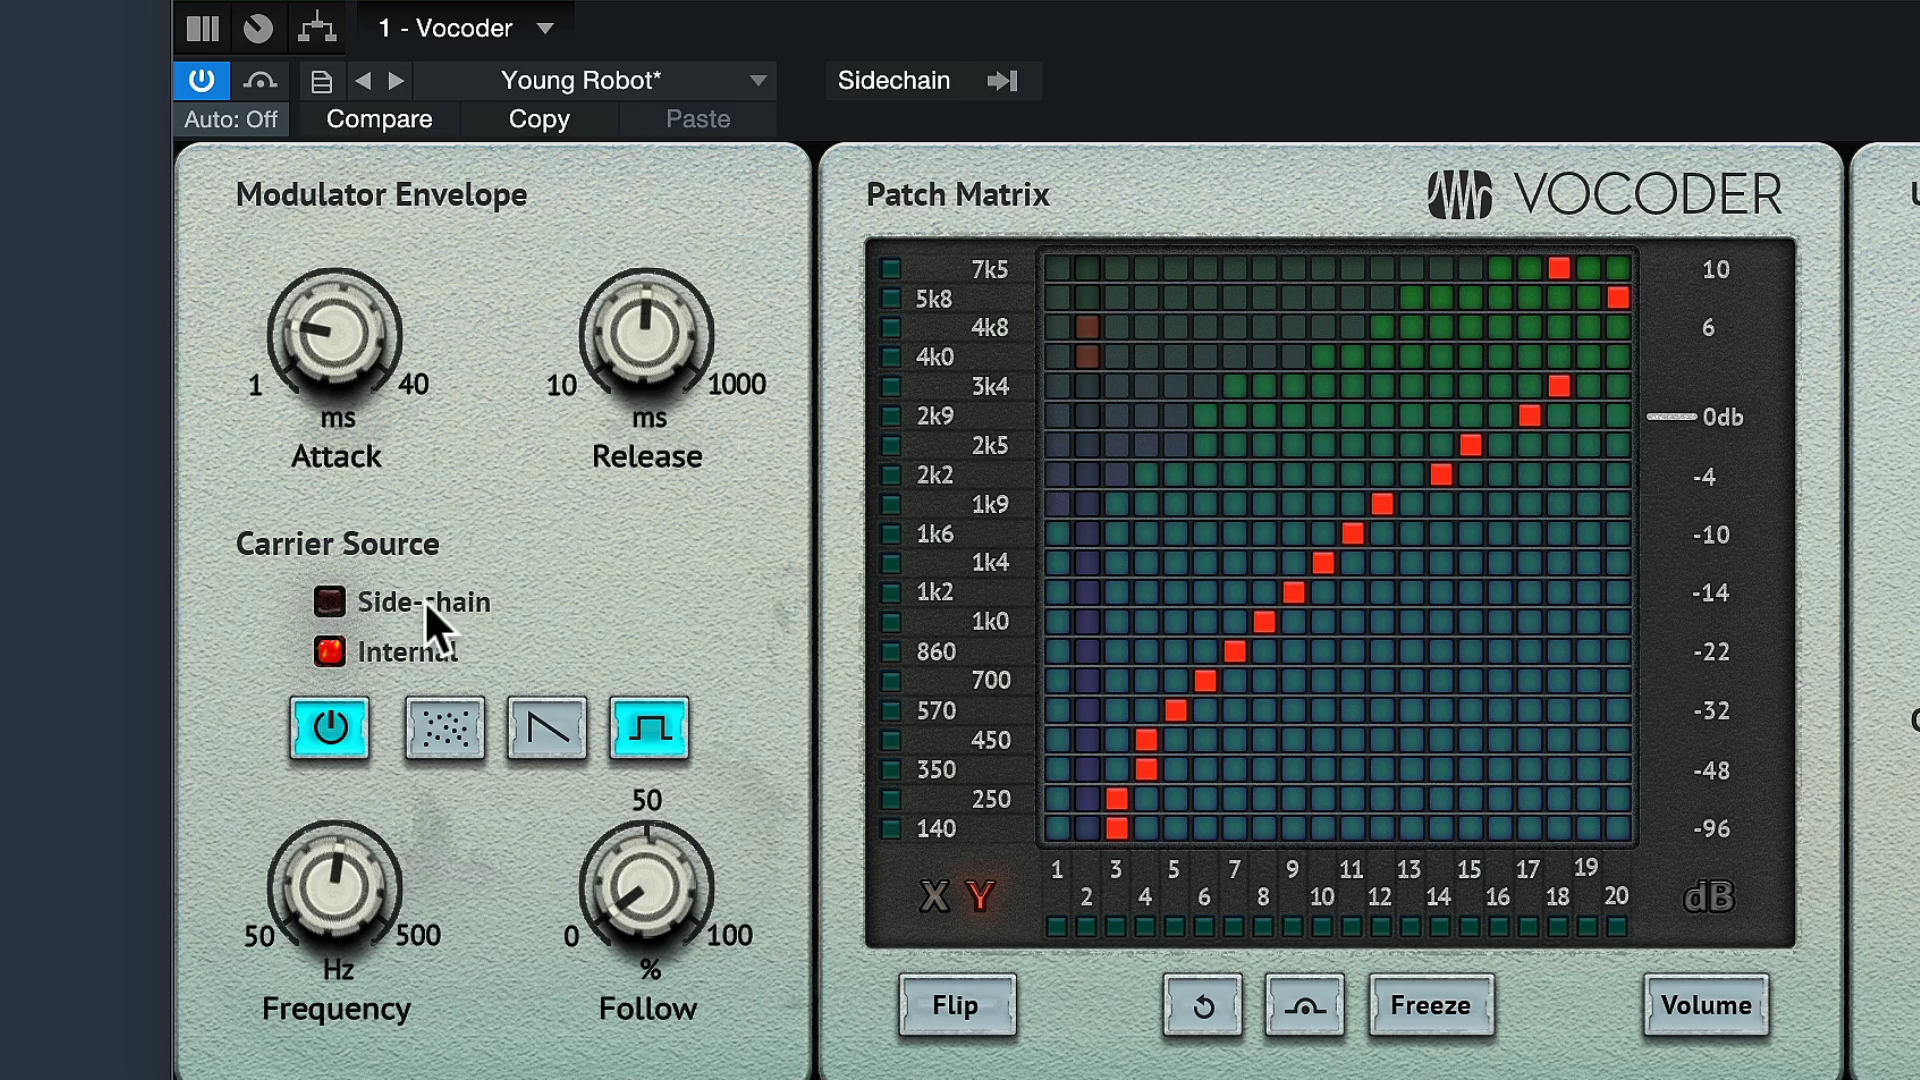 1 - Vocoder
Young Robot*
Sidechain
Auto: Off
Compare
Copy
Paste
Modulator Envelope
1
40
ms
Attack
10
1000
ms
Release
Carrier Source
Side-chain
Internal
50
500
Hz
Frequency
50
0
100
%
Follow
Patch Matrix
VOCODER
7k5
5k8
4k8
4k0
3k4
2k9
2k5
2k2
1k9
1k6
1k4
1k2
1k0
860
700
570
450
350
250
140
10
6
0db
-4
-10
-14
-22
-32
-48
-96
1 3 5 7 9 11 13 15 17 19
2 4 6 8 10 12 14 16 18 20
X Y
dB
Flip
Freeze
Volume